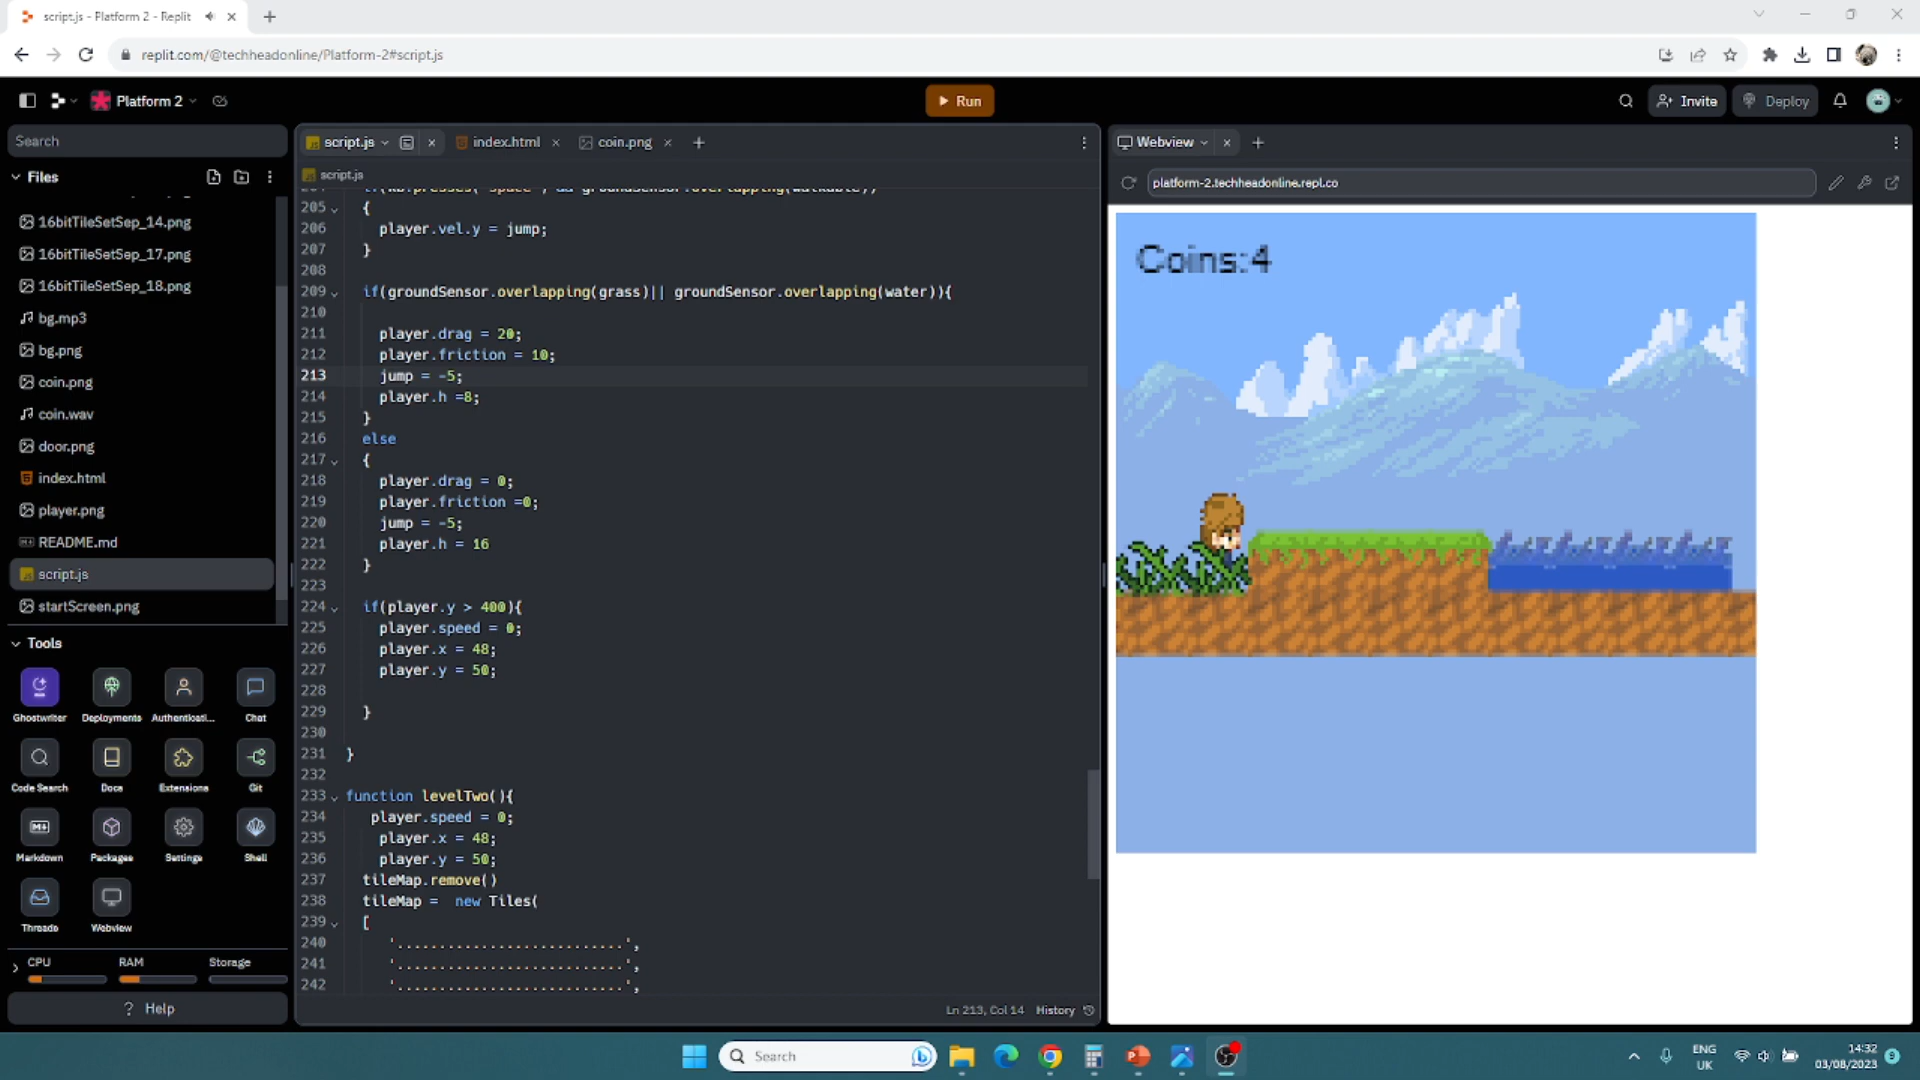 script.js - Platform 2 - Replit
replit.com/@techheadonline/Platform-2#script.js
Platform 2
Run
Invite
Deploy
Search
script.js
index.html
coin.png
Webview
script.js
platform-2.techheadonline.repl.co
Files
16bitTileSetSep_14.png
16bitTileSetSep_17.png
16bitTileSetSep_18.png
bg.mp3
bg.png
coin.png
coin.wav
door.png
index.html
player.png
README.md
script.js
startScreen.png
Tools
Ghostwriter
Deployments
Authenticati...
Chat
Code Search
Docs
Extensions
Git
Markdown
Packages
Settings
Shell
Threads
Webview
CPU
RAM
Storage
? Help
205 {
206 player.vel.y = jump;
207 }
208
209 if(groundSensor.overlapping(grass)|| groundSensor.overlapping(water)){
210
211 player.drag = 20;
212 player.friction = 10;
213 jump = -5;
214 player.h =8;
215 }
216 else
217 {
218 player.drag = 0;
219 player.friction =0;
220 jump = -5;
221 player.h = 16
222 }
223
224 if(player.y > 400){
225 player.speed = 0;
226 player.x = 48;
227 player.y = 50;
228
229 }
230
231 }
232
233 function levelTwo(){
234 player.speed = 0;
235 player.x = 48;
236 player.y = 50;
237 tileMap.remove()
238 tileMap = new Tiles(
239 [
240 '...........................',
241 '...........................',
242 '...........................',
Ln 213, Col 14 History
Coins:4
Search
ENG
UK
14:32
03/08/2023
9